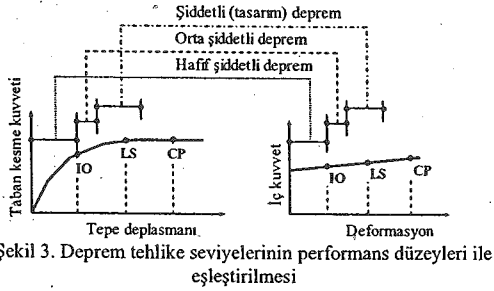 Şiddetli (tasarım) deprem
Orta şiddetli deprem
Hafif şiddetli deprem
Taban kesme kuvveti
IO
LS
CP
Tepe deplasmanı
İç kuvvet
IO
LS
CP
Deformasyon
Şekil 3. Deprem tehlike seviyelerinin performans düzeyleri ile
eşleştirilmesi